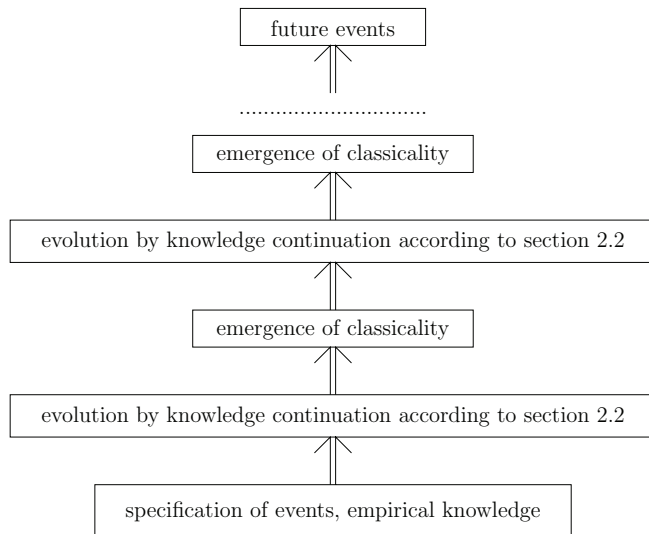 future events
...............................
emergence of classicality
evolution by knowledge continuation according to section 2.2
emergence of classicality
evolution by knowledge continuation according to section 2.2
specification of events, empirical knowledge